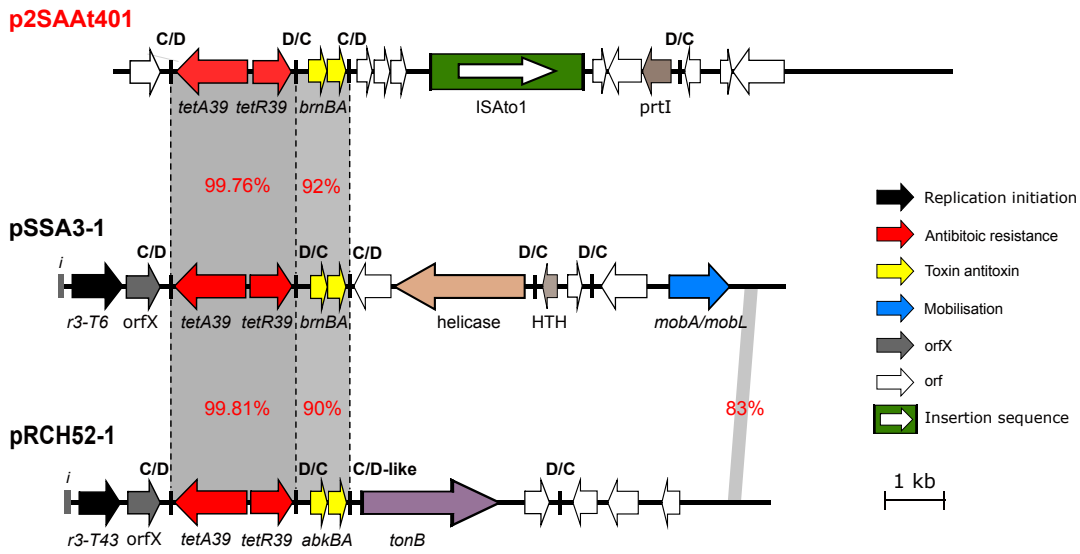 p2SAAt401
C/D D/C C/D D/C
tetA39 tetR39 brnBA ISAto1 prtI
99.76% 92%
pSSA3-1
i C/D D/C C/D D/C D/C
r3-T6 orfX tetA39 tetR39 brnBA helicase HTH mobA/mobL
99.81% 90% 83%
pRCH52-1
i C/D D/C C/D-like D/C
r3-T43 orfX tetA39 tetR39 abkBA tonB
Replication initiation
Antibitoic resistance
Toxin antitoxin
Mobilisation
orfX
orf
Insertion sequence
1 kb